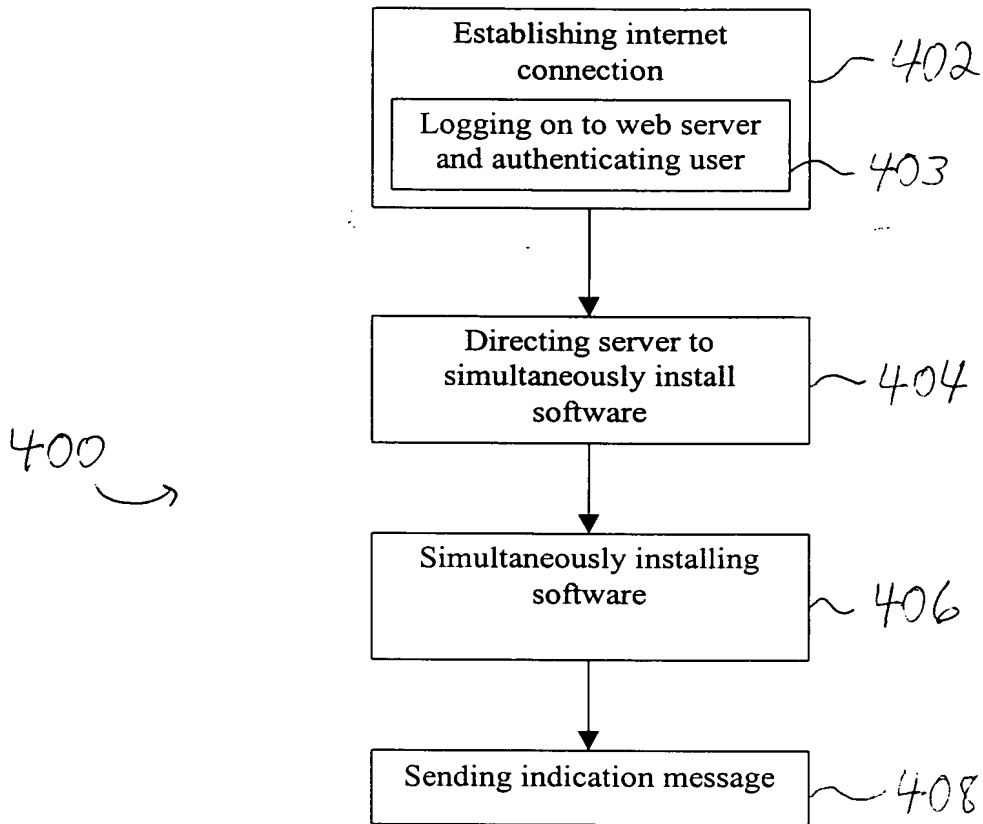 Establishing internet
connection
402
Logging on to web server
and authenticating user
403
Directing server to
simultaneously install
software
404
400
Simultaneously installing
software
406
Sending indication message
408